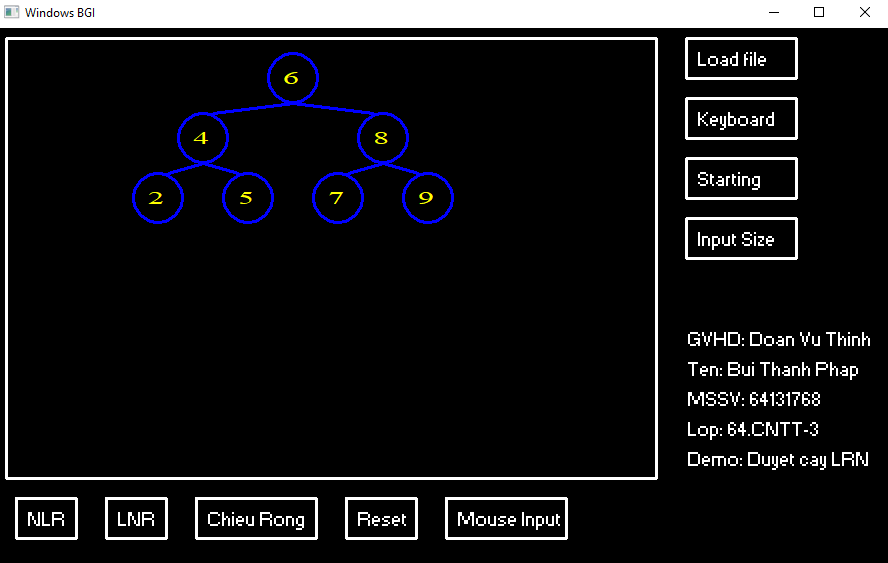 Windows BGI
6
4 8
2 5 7 9
Load file
Keyboard
Starting
Input Size
GVHD: Doan Vu Thinh
Ten: Bui Thanh Phap
MSSV: 64131768
Lop: 64.CNTT-3
Demo: Duyet cay LRN
NLR LNR Chieu Rong Reset Mouse Input